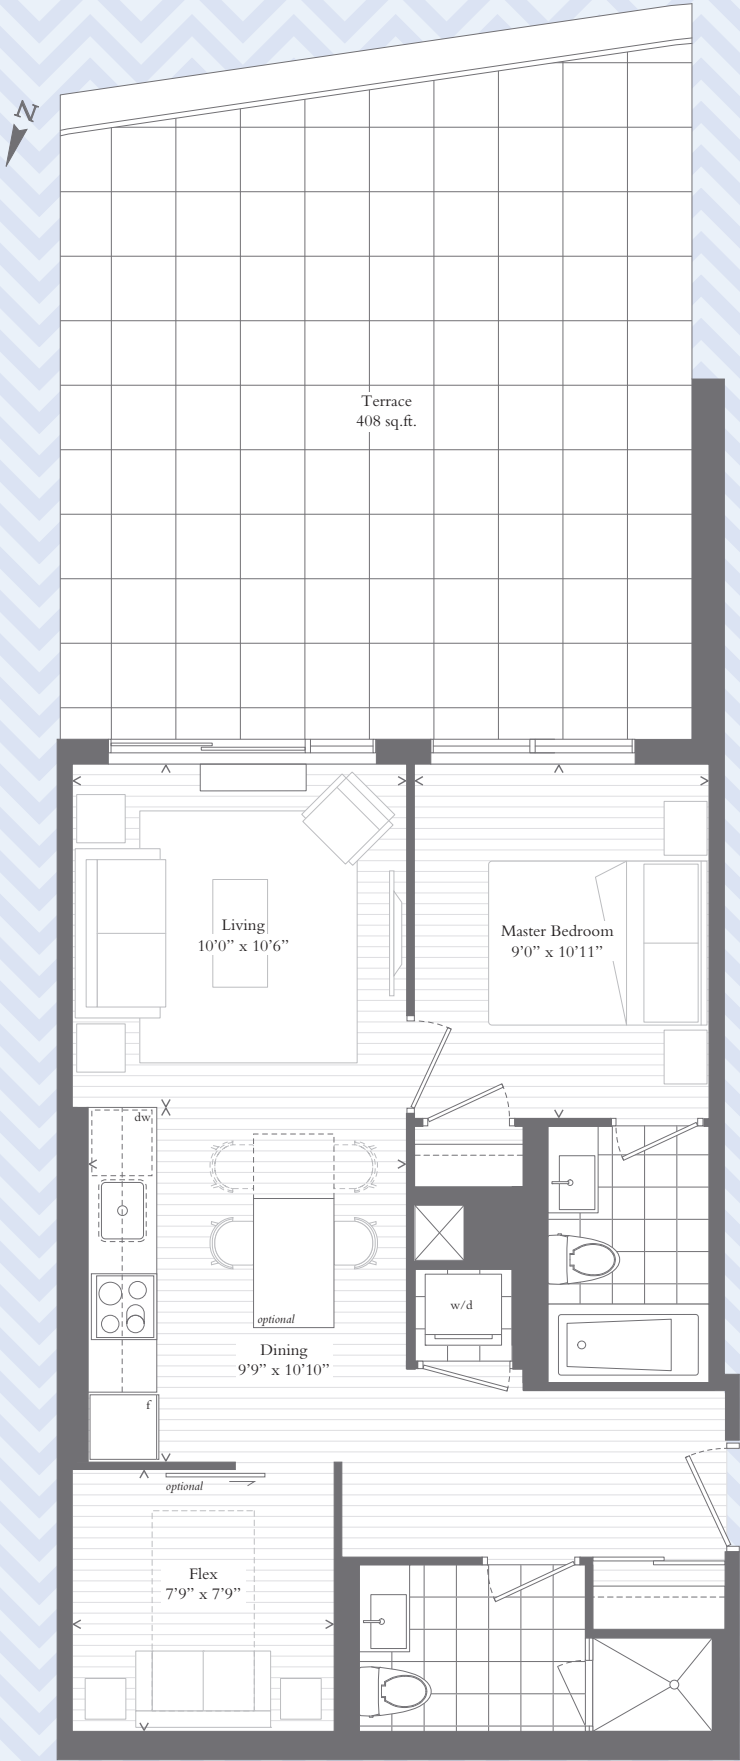 N
Terrace
408 sq.ft.
Living
10’0” x 10’6”
Master Bedroom
9’0” x 10’11”
dw
w/d
optional
Dining
9’9” x 10’10”
f
optional
Flex
7’9” x 7’9”